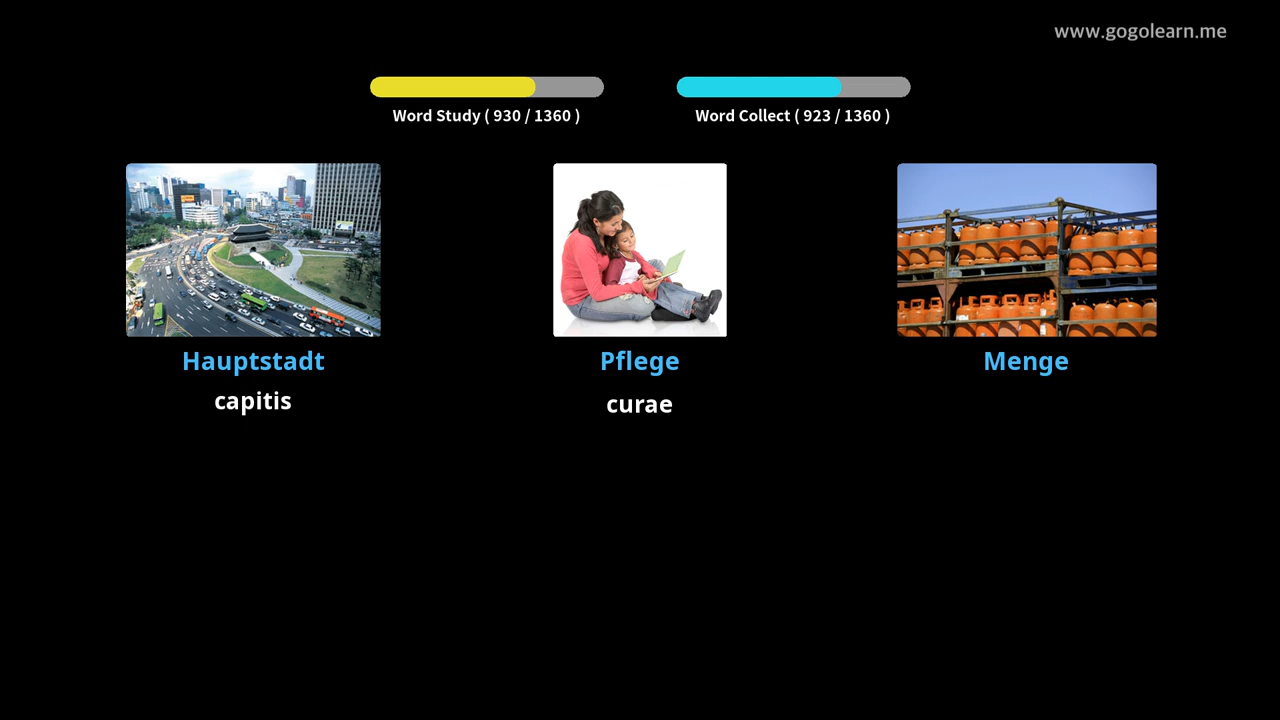 www.gogolearn.me
Word Study ( 930 / 1360 )
Word Collect ( 923 / 1360 )
Hauptstadt
capitis
Pflege
curae
Menge